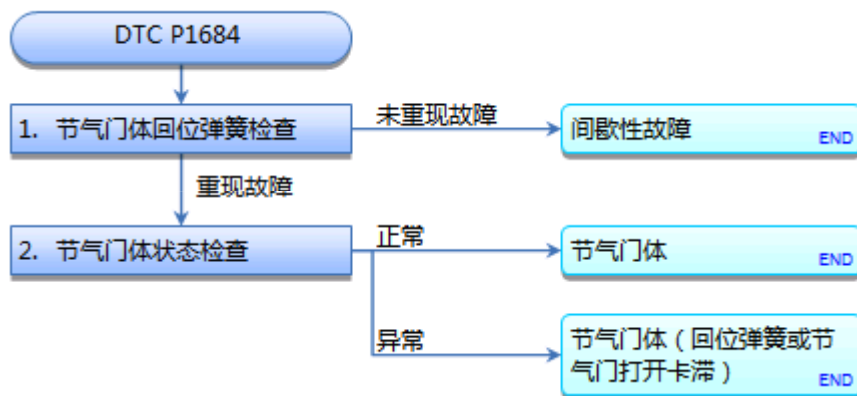 DTC P1684
1. 节气门体回位弹簧检查
未重现故障
间歇性故障
END
重现故障
2. 节气门体状态检查
正常
节气门体
END
异常
节气门体（回位弹簧或节
气门打开卡滞）
END